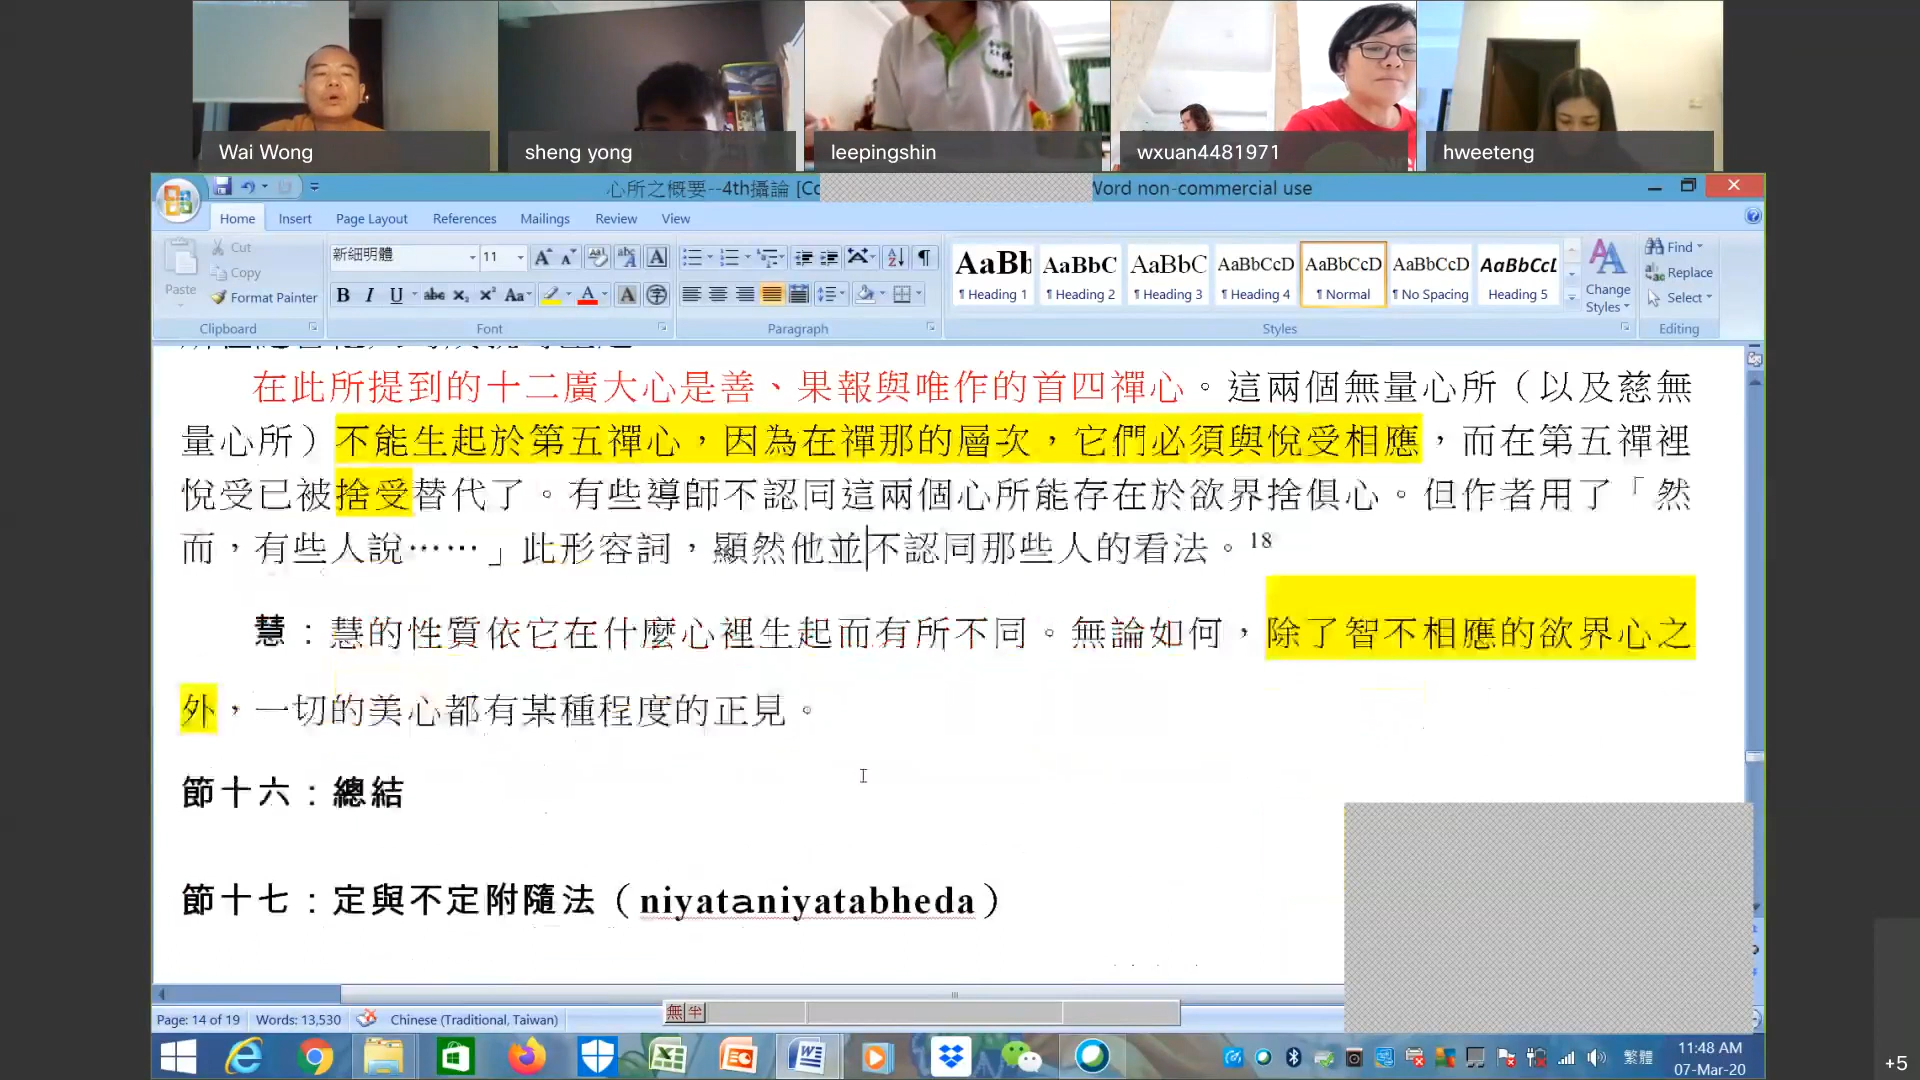 Wai Wong
sheng yong
leepingshin
wxuan4481971
hweeteng
心所之概要--4th攝論 [Co
Word non-commercial use
Home Insert Page Layout References Mailings Review View
Paste
Cut
Copy
Format Painter
Clipboard
新細明體 11
Font
Paragraph
AaBb AaBbC AaBbC AaBbCcD AaBbCcD AaBbCcD AaBbCcL
¶ Heading 1 ¶ Heading 2 ¶ Heading 3 ¶ Heading 4 ¶ Normal ¶ No Spacing Heading 5
Styles
Change Styles
Find
Replace
Select
Editing
在此所提到的十二廣大心是善、果報與唯作的首四禪心。這兩個無量心所（以及慈無
量心所）不能生起於第五禪心，因為在禪那的層次，它們必須與悅受相應，而在第五禪裡
悅受已被捨受替代了。有些導師不認同這兩個心所能存在於欲界捨俱心。但作者用了「然
而，有些人說……」此形容詞，顯然他並不認同那些人的看法。18
慧：慧的性質依它在什麼心裡生起而有所不同。無論如何，除了智不相應的欲界心之
外，一切的美心都有某種程度的正見。
節十六：總結
節十七：定與不定附隨法（niyataniyatabheda）
無 半
Page: 14 of 19 Words: 13,530 Chinese (Traditional, Taiwan)
繁體
11:48 AM
07-Mar-20
+5